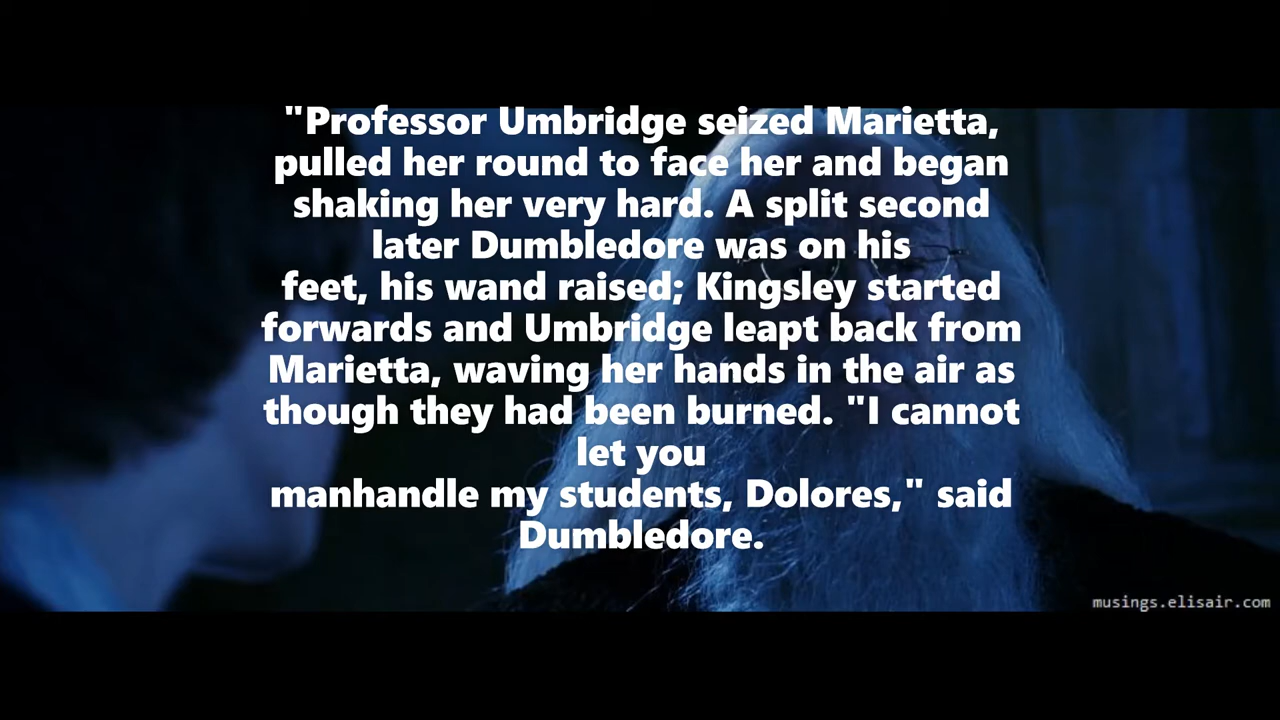 "Professor Umbridge seized Marietta,
pulled her round to face her and began
shaking her very hard. A split second
later Dumbledore was on his
feet, his wand raised; Kingsley started
forwards and Umbridge leapt back from
Marietta, waving her hands in the air as
though they had been burned. "I cannot
let you
manhandle my students, Dolores," said
Dumbledore.
musings.elisair.com